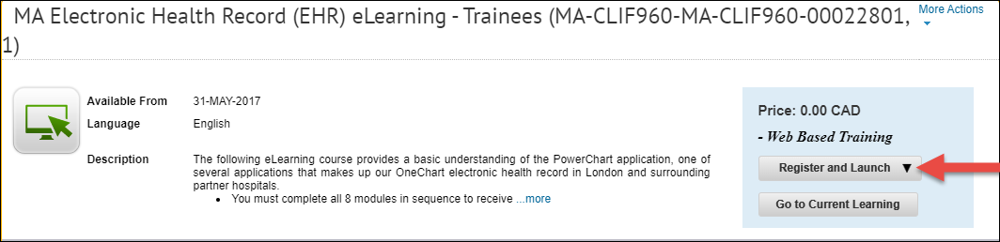 MA Electronic Health Record (EHR) eLearning - Trainees (MA-CLIF960-MA-CLIF960-00022801,
1)
More Actions
Available From 31-MAY-2017
Language English
Description The following eLearning course provides a basic understanding of the PowerChart application, one of
several applications that makes up our OneChart electronic health record in London and surrounding
partner hospitals.
• You must complete all 8 modules in sequence to receive ...more
Price: 0.00 CAD
- Web Based Training
Register and Launch ▼
Go to Current Learning